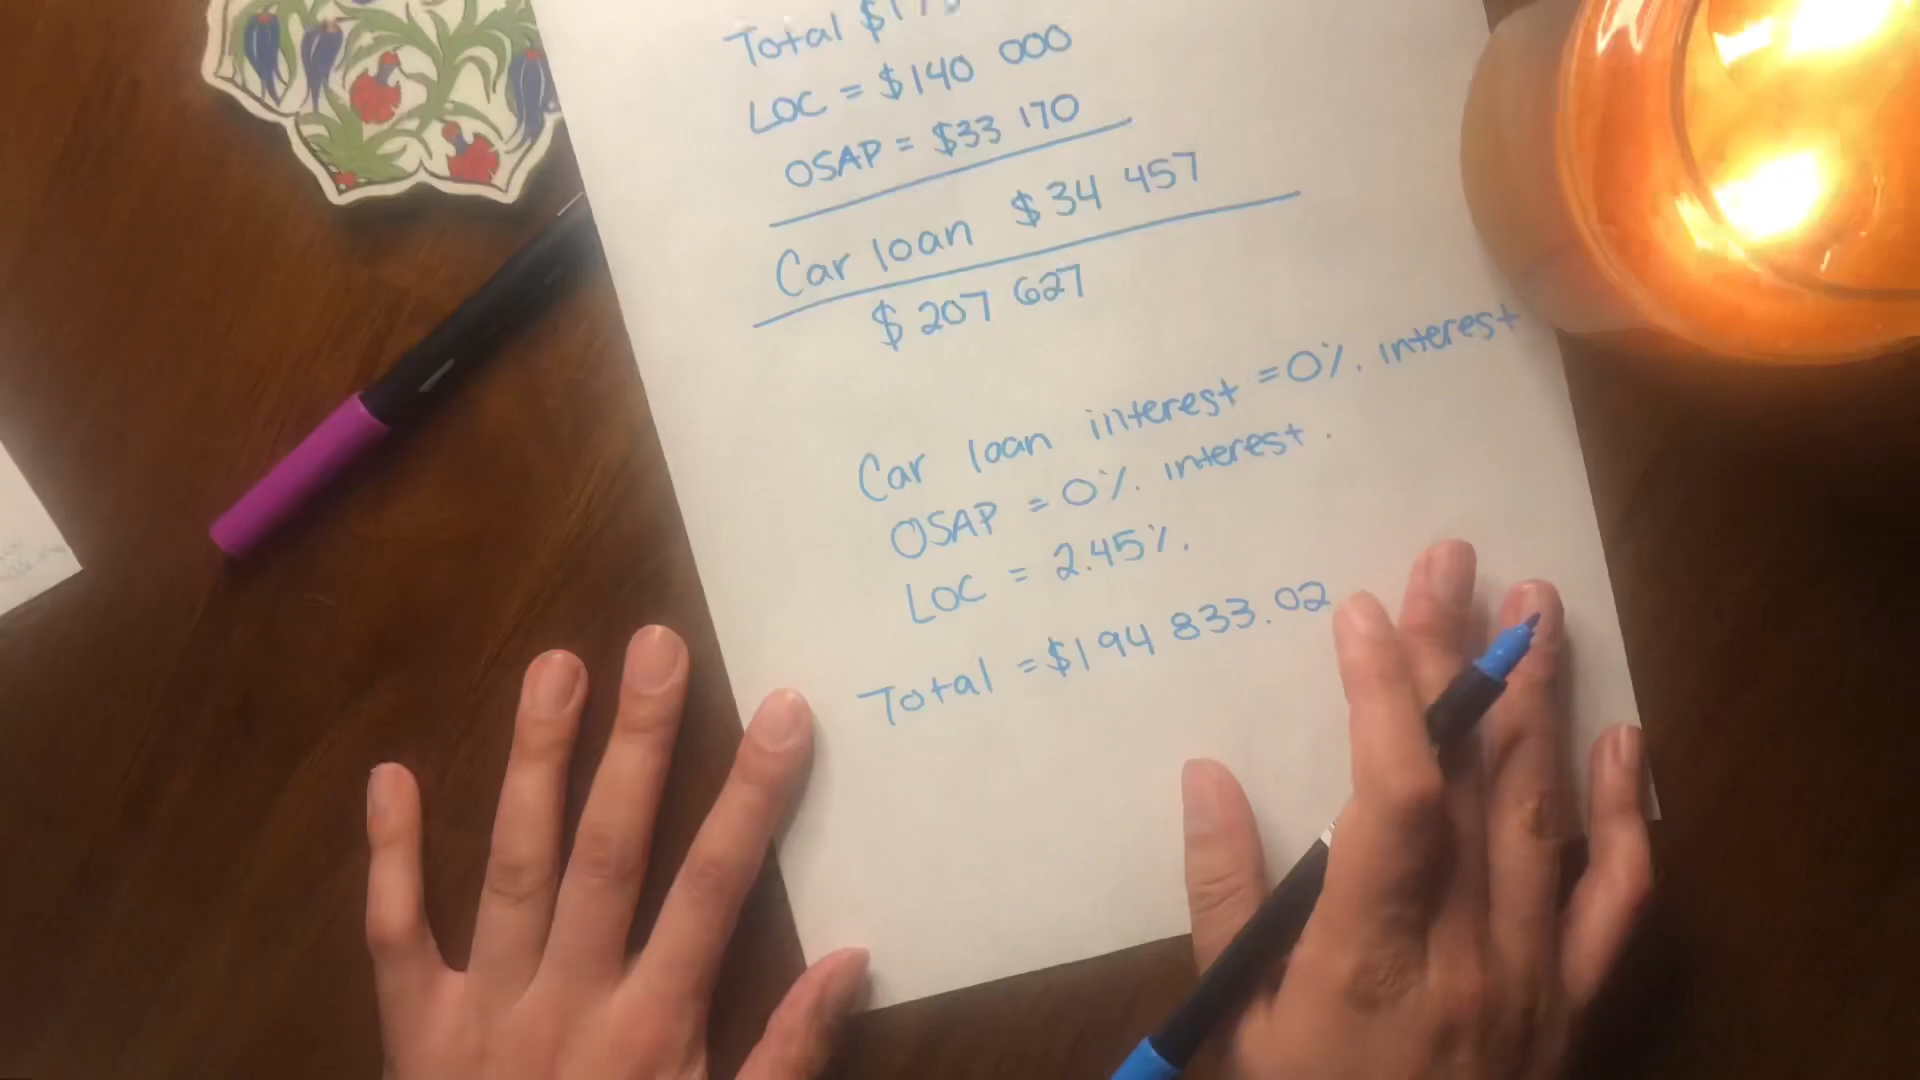 Total
LOC = $140 000
OSAP = $33 170
Car loan $34 457
$207 627
Car loan interest = 0% interest
OSAP = 0% interest.
LOC = 2.45%.
Total = $194 833.02